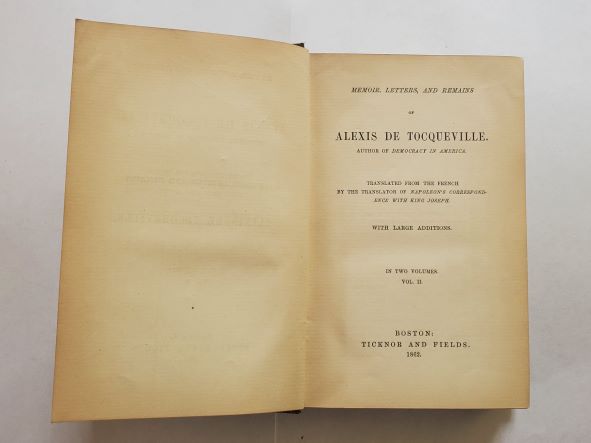 MEMOIR, LETTERS, AND REMAINS
OF
ALEXIS DE TOCQUEVILLE.
AUTHOR OF DEMOCRACY IN AMERICA.
TRANSLATED FROM THE FRENCH
BY THE TRANSLATOR OF NAPOLEON'S CORRESPOND-
ENCE WITH KING JOSEPH.
WITH LARGE ADDITIONS.
IN TWO VOLUMES.
VOL. II.
BOSTON:
TICKNOR AND FIELDS.
1862.